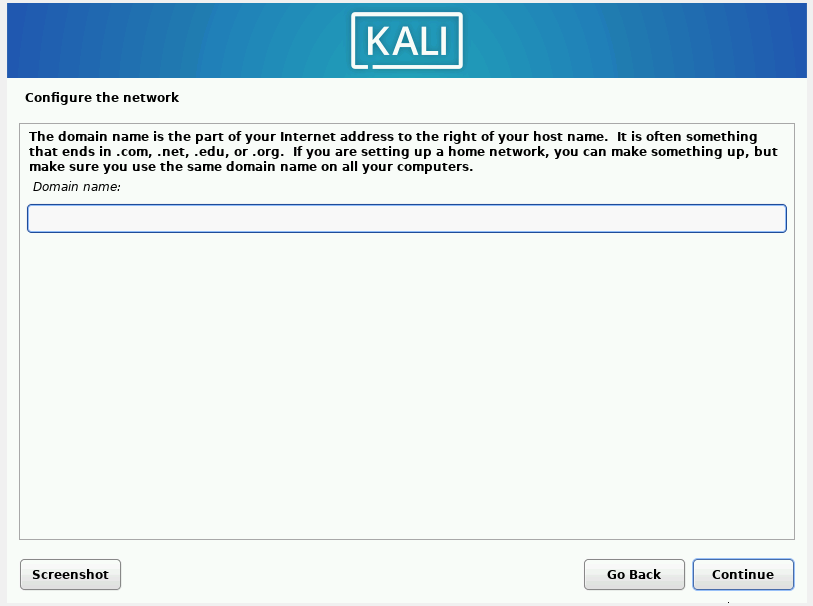 KALI
Configure the network
The domain name is the part of your Internet address to the right of your host name.  It is often something
that ends in .com, .net, .edu, or .org.  If you are setting up a home network, you can make something up, but
make sure you use the same domain name on all your computers.
Domain name:
Screenshot
Go Back
Continue